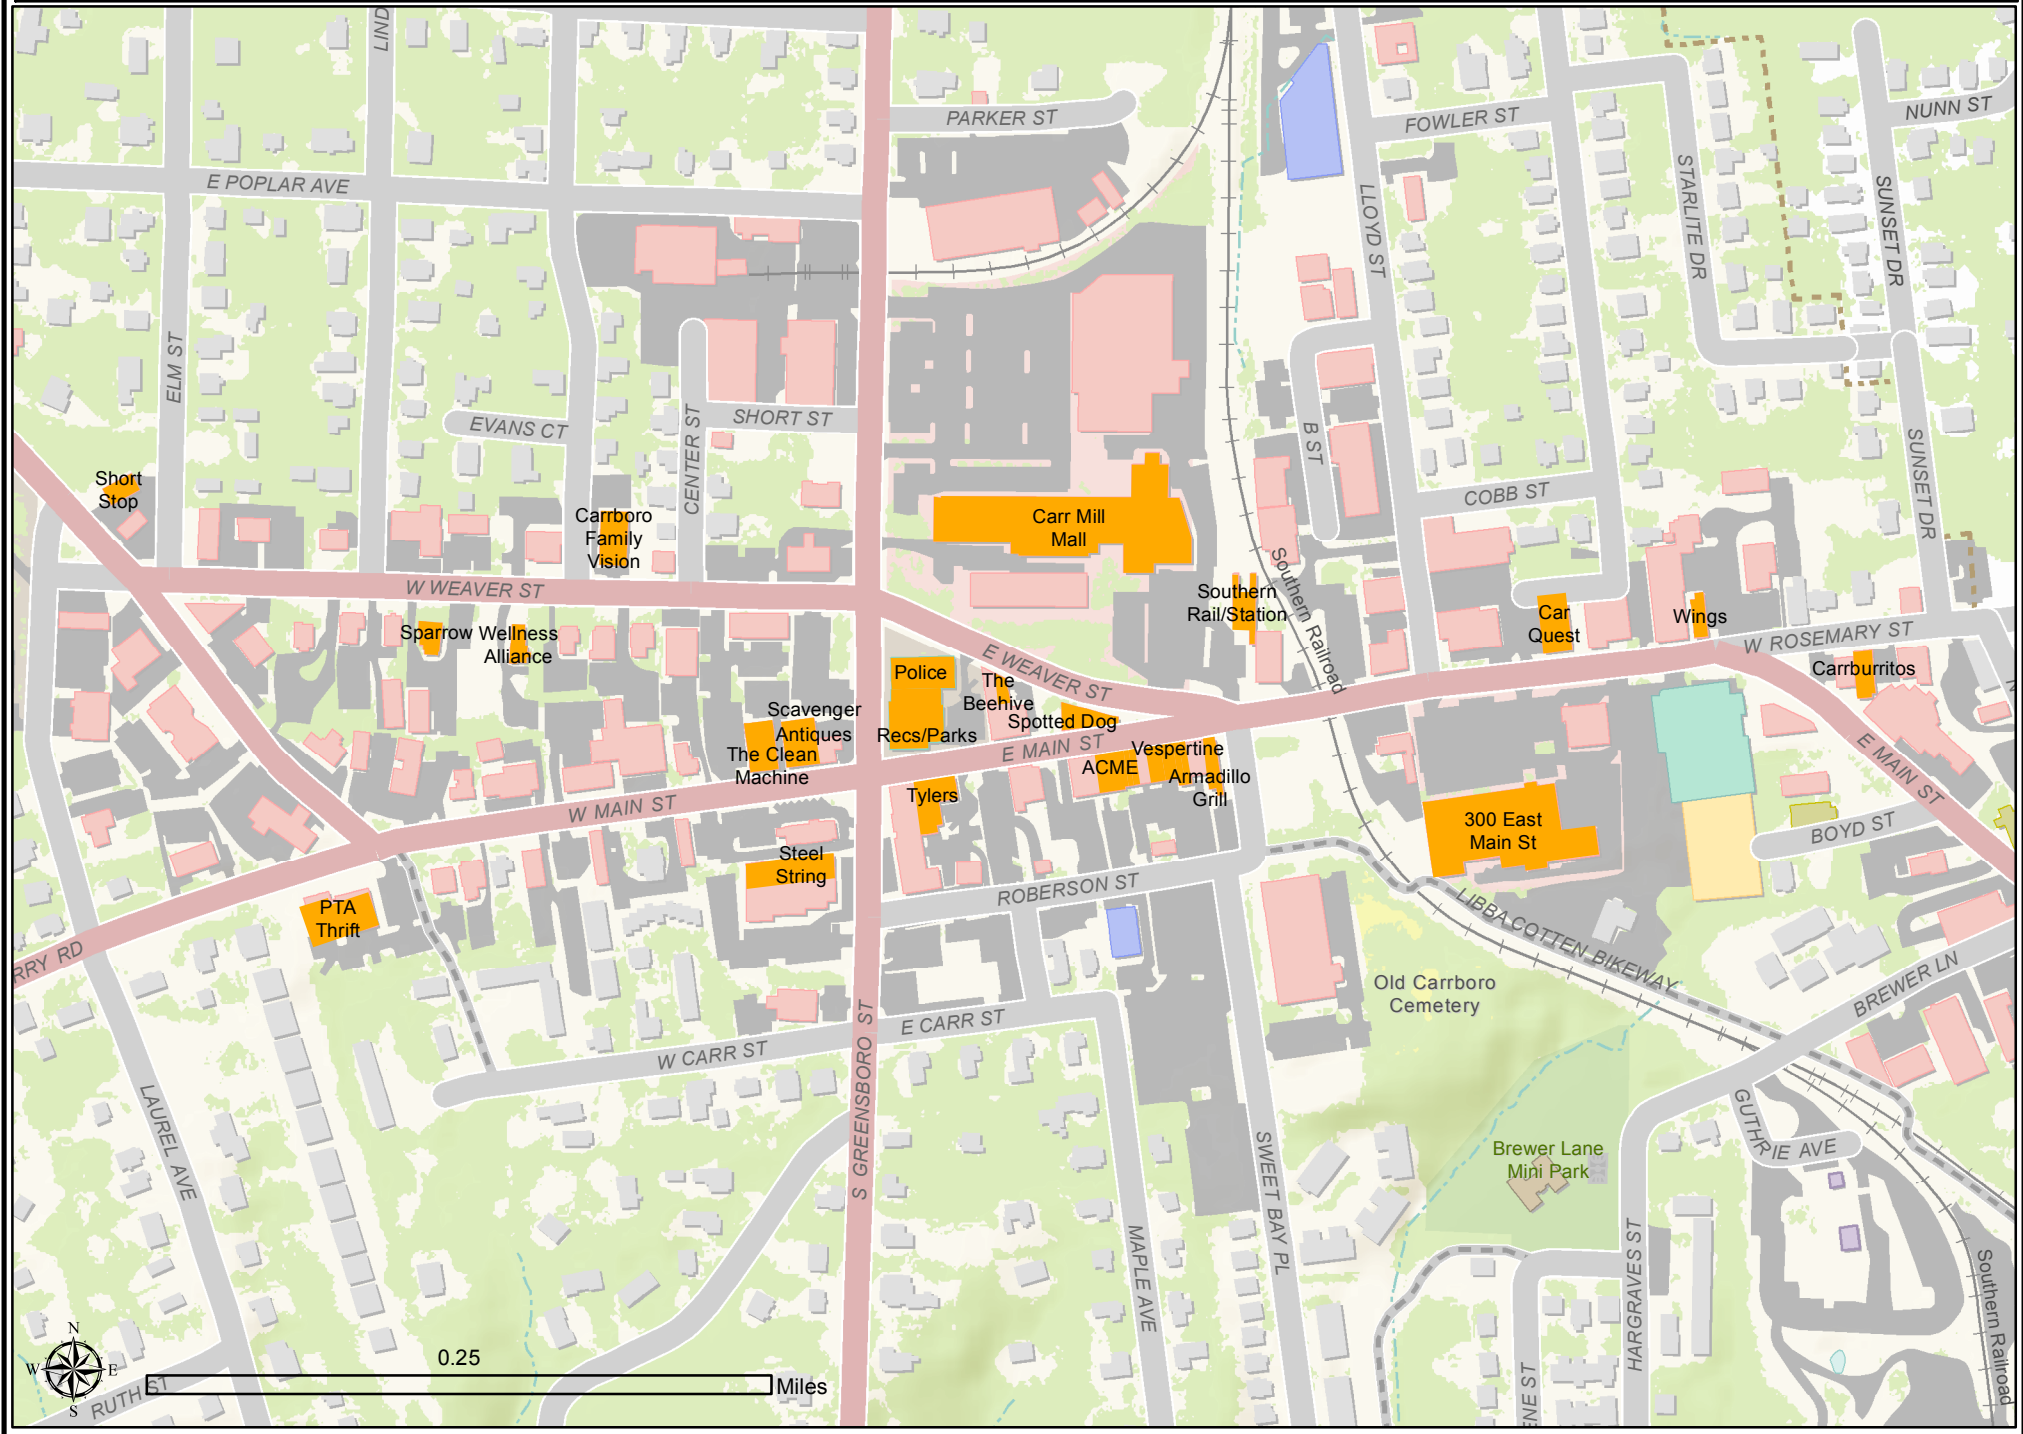 LIND
PARKER ST
FOWLER ST
NUNN ST
E POPLAR AVE
LLOYD ST
STARLITE DR
SUNSET DR
ELM ST
EVANS CT
CENTER ST
SHORT ST
B ST
COBB ST
SUNSET DR
Short
Stop
Carrboro
Family
Vision
Carr Mill
Mall
Southern Railroad
W WEAVER ST
Southern
Rail/Station
Car
Quest
Wings
W ROSEMARY ST
Sparrow
Wellness
Alliance
E WEAVER ST
Police
The
Beehive
Carrburritos
Scavenger
Antiques
Recs/Parks
Spotted Dog
E MAIN ST
The Clean
Machine
Vespertine
ACME
Armadillo
Grill
E MAIN ST
Tylers
W MAIN ST
300 East
Main St
BOYD ST
Steel
String
ROBERSON ST
PTA
Thrift
RRY RD
LIBBA COTTEN BIKEWAY
Old Carrboro
Cemetery
BREWER LN
E CARR ST
W CARR ST
S GREENSBORO ST
LAUREL AVE
GUTHRIE AVE
Brewer Lane
Mini Park
SWEET BAY PL
MAPLE AVE
HARGRAVES ST
Southern Railroad
N
W
E
S
0.25
Miles
RUTH ST
ENE ST